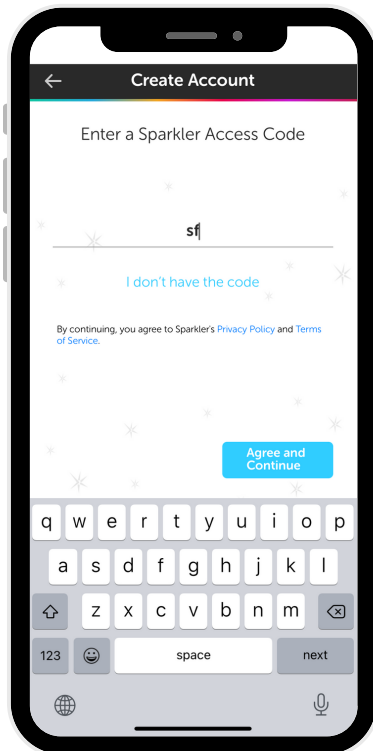 Create Account
Enter a Sparkler Access Code
sf
I don't have the code
By continuing, you agree to Sparkler's Privacy Policy and Terms
of Service.
Agree and
Continue
q w e r t y u i o p
a s d f g h j k l
z x c v b n m
123 space next